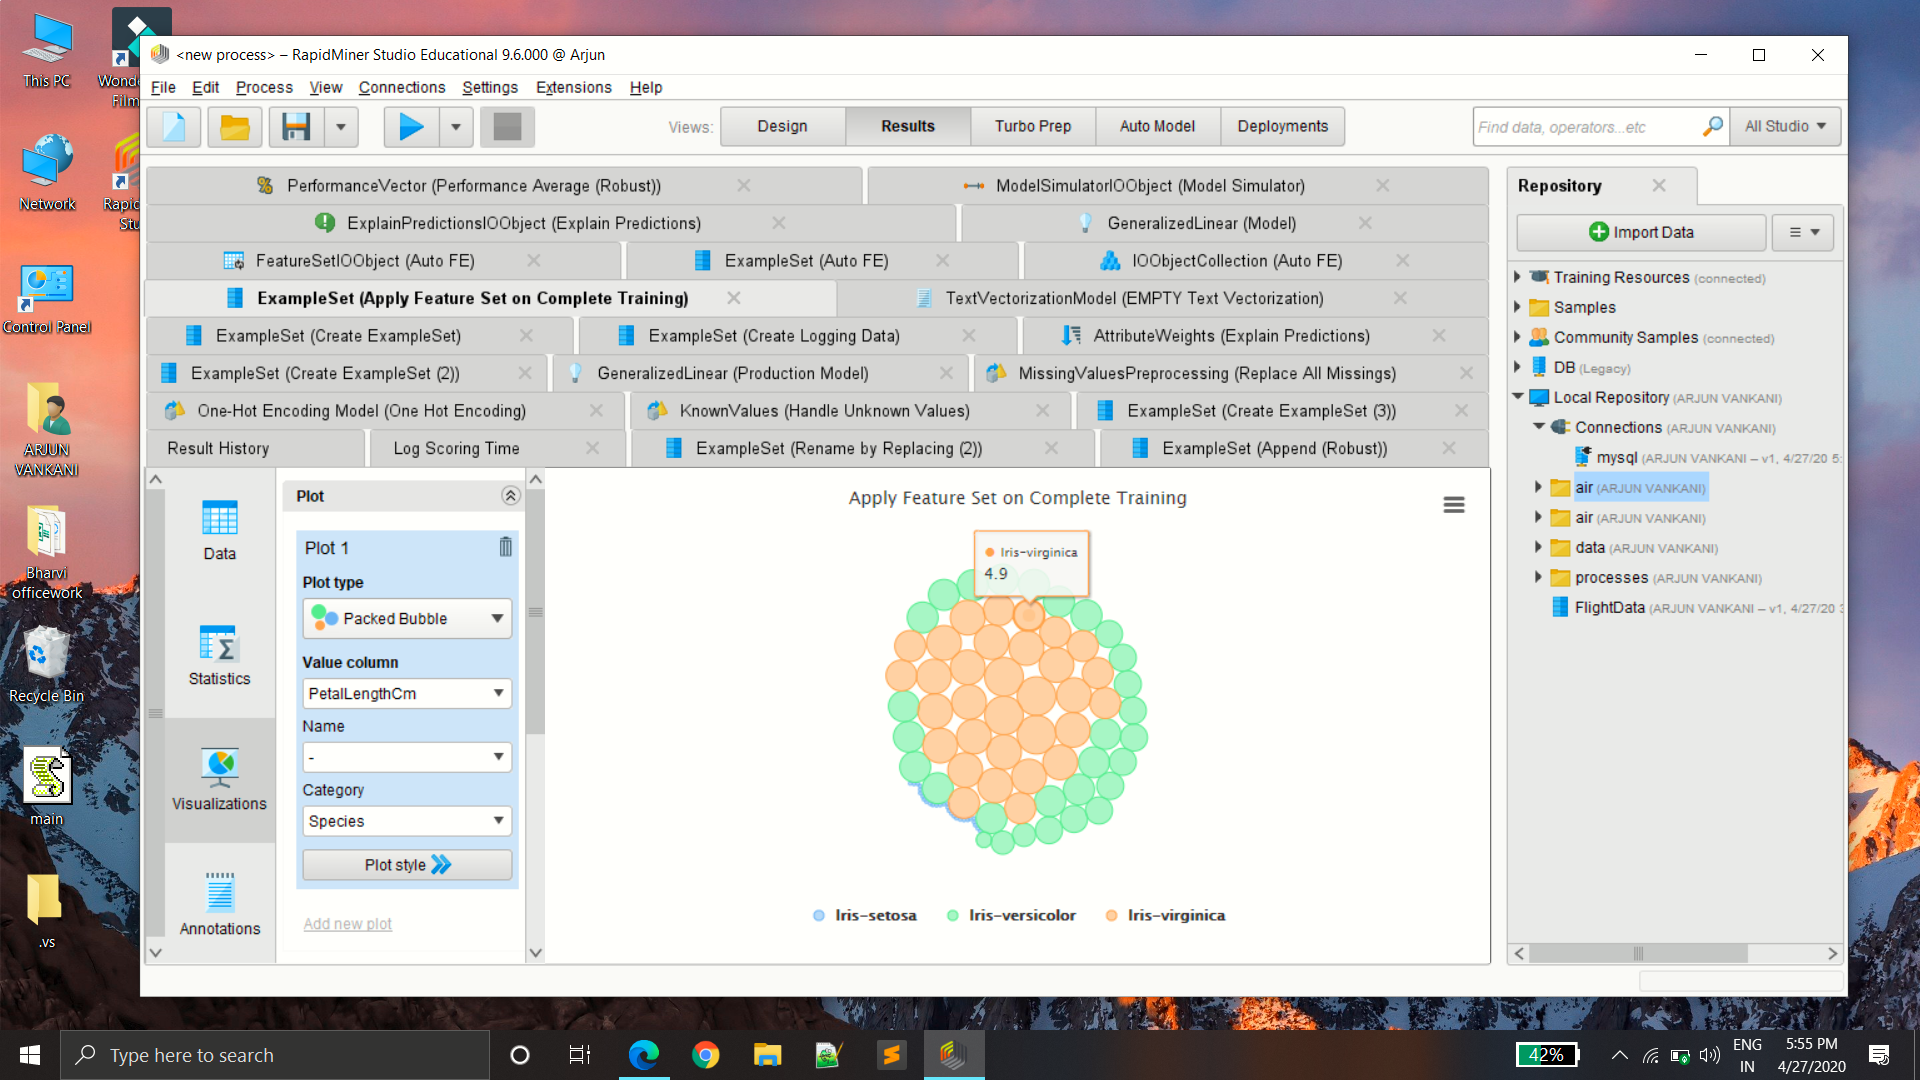 This PC
Network
Control Panel
ARJUN
VANKANI
Bharvi
officework
Recycle Bin
main
.vs
<new process> – RapidMiner Studio Educational 9.6.000 @ Arjun
File Edit Process View Connections Settings Extensions Help
Views: Design Results Turbo Prep Auto Model Deployments
Find data, operators...etc All Studio
PerformanceVector (Performance Average (Robust)) ModelSimulatorIOObject (Model Simulator)
ExplainPredictionsIOObject (Explain Predictions) GeneralizedLinear (Model)
FeatureSetIOObject (Auto FE) ExampleSet (Auto FE) IOObjectCollection (Auto FE)
ExampleSet (Apply Feature Set on Complete Training) TextVectorizationModel (EMPTY Text Vectorization)
ExampleSet (Create ExampleSet) ExampleSet (Create Logging Data) AttributeWeights (Explain Predictions)
ExampleSet (Create ExampleSet (2)) GeneralizedLinear (Production Model) MissingValuesPreprocessing (Replace All Missings)
One-Hot Encoding Model (One Hot Encoding) KnownValues (Handle Unknown Values) ExampleSet (Create ExampleSet (3))
Result History Log Scoring Time ExampleSet (Rename by Replacing (2)) ExampleSet (Append (Robust))
Data
Statistics
Visualizations
Annotations
Plot
Plot 1
Plot type
Packed Bubble
Value column
PetalLengthCm
Name
-
Category
Species
Plot style
Add new plot
Apply Feature Set on Complete Training
Iris-virginica
4.9
Iris-setosa Iris-versicolor Iris-virginica
Repository
Import Data
Training Resources (connected)
Samples
Community Samples (connected)
DB (Legacy)
Local Repository (ARJUN VANKANI)
Connections (ARJUN VANKANI)
mysql (ARJUN VANKANI – v1, 4/27/20 5:
air (ARJUN VANKANI)
air (ARJUN VANKANI)
data (ARJUN VANKANI)
processes (ARJUN VANKANI)
FlightData (ARJUN VANKANI – v1, 4/27/20 3
Type here to search
42%
ENG
IN
5:55 PM
4/27/2020